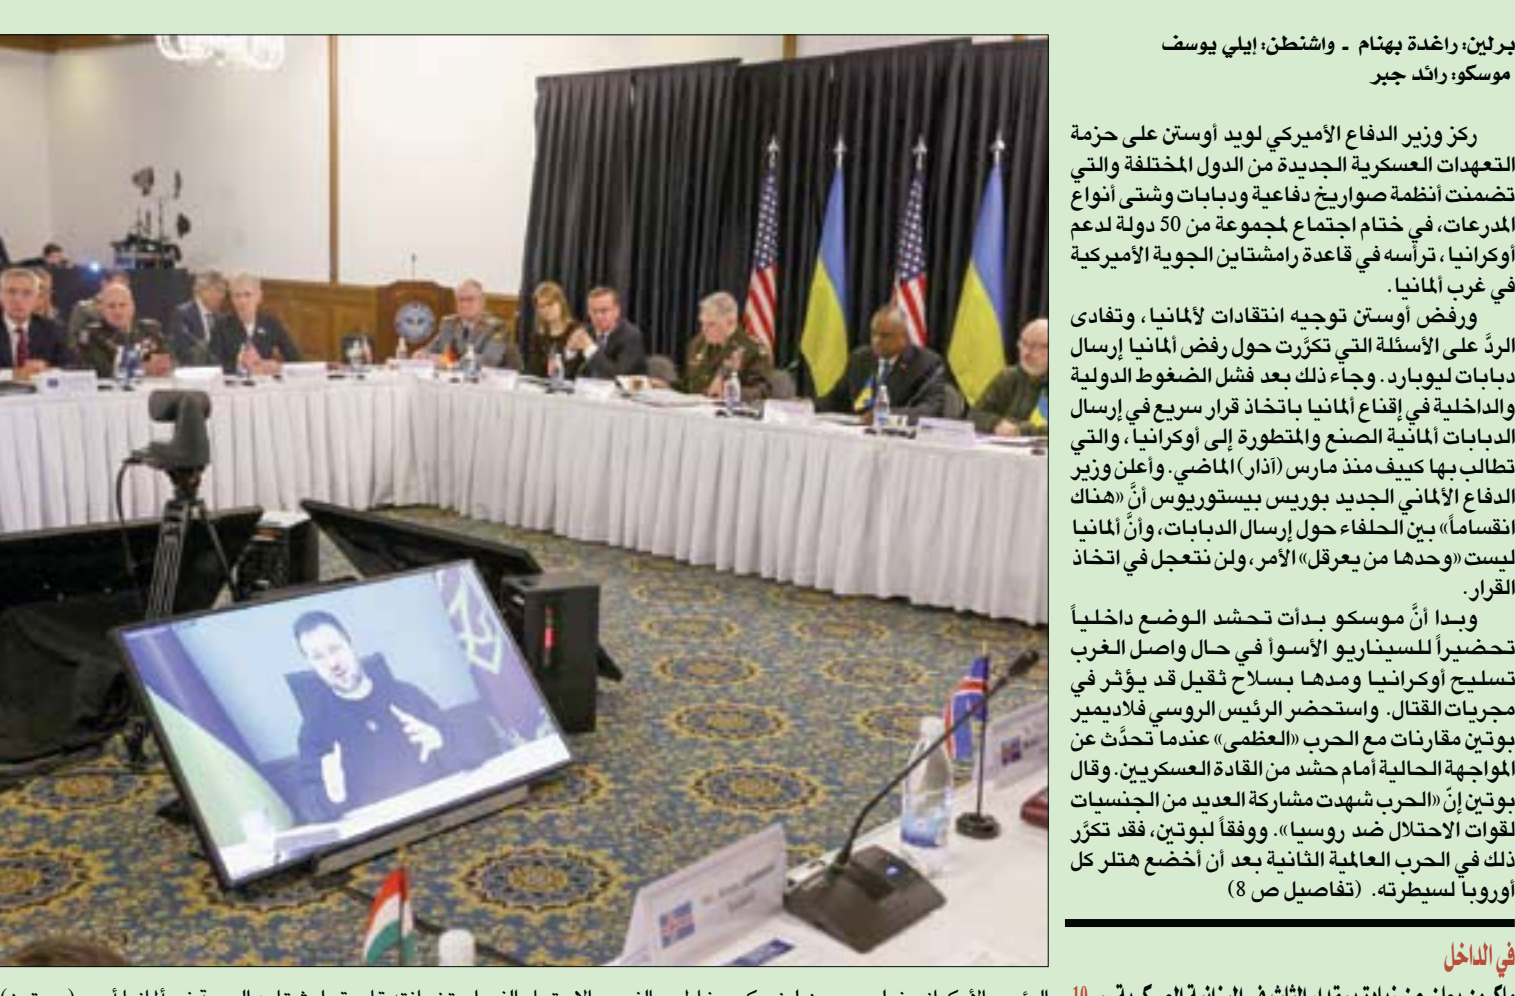 برلين: راغدة بهنام - واشنطن: إيلي يوسف
موسكو: رائد جبر
ركز وزير الدفاع الأميركي لويد أوستن على حزمة
التعهدات العسكرية الجديدة من الدول المختلفة والتي
تضمنت أنظمة صواريخ دفاعية ودبابات وشتى أنواع
المدرعات، في ختام اجتماع لمجموعة من 50 دولة لدعم
أوكرانيا، ترأسه في قاعدة رامشتاين الجوية الأميركية
في غرب ألمانيا.
ورفض أوستن توجيه انتقادات لألمانيا، وتفادى
الردَّ على الأسئلة التي تكرَّرت حول رفض ألمانيا إرسال
دبابات ليوبارد. وجاء ذلك بعد فشل الضغوط الدولية
والداخلية في إقناع ألمانيا باتخاذ قرار سريع في إرسال
الدبابات ألمانية الصنع والمتطورة إلى أوكرانيا، والتي
تطالب بها كييف منذ مارس (آذار) الماضي. وأعلن وزير
الدفاع الألماني الجديد بوريس بيستوريوس أنَّ «هناك
انقساماً» بين الحلفاء حول إرسال الدبابات، وأنَّ ألمانيا
ليست «وحدها من يعرقل» الأمر، ولن نتعجل في اتخاذ
القرار.
وبدا أنَّ موسكو بدأت تحشد الوضع داخلياً
تحضيراً للسيناريو الأسوأ في حال واصل الغرب
تسليح أوكرانيا ومدها بسلاح ثقيل قد يؤثر في
مجريات القتال. واستحضر الرئيس الروسي فلاديمير
بوتين مقارنات مع الحرب «العظمى» عندما تحدَّث عن
المواجهة الحالية أمام حشد من القادة العسكريين. وقال
بوتين إنّ «الحرب شهدت مشاركة العديد من الجنسيات
لقوات الاحتلال ضد روسيا». ووفقاً لبوتين، فقد تكرَّر
ذلك في الحرب العالمية الثانية بعد أن أخضع هتلر كل
أوروبا لسيطرته. (تفاصيل ص 8)
في الداخل